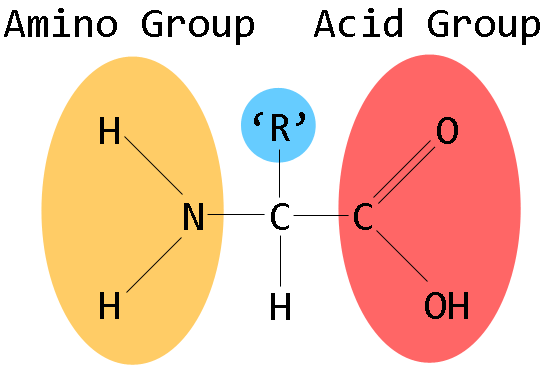 Amino Group Acid Group
H ‘R’ O
N C C
H H OH